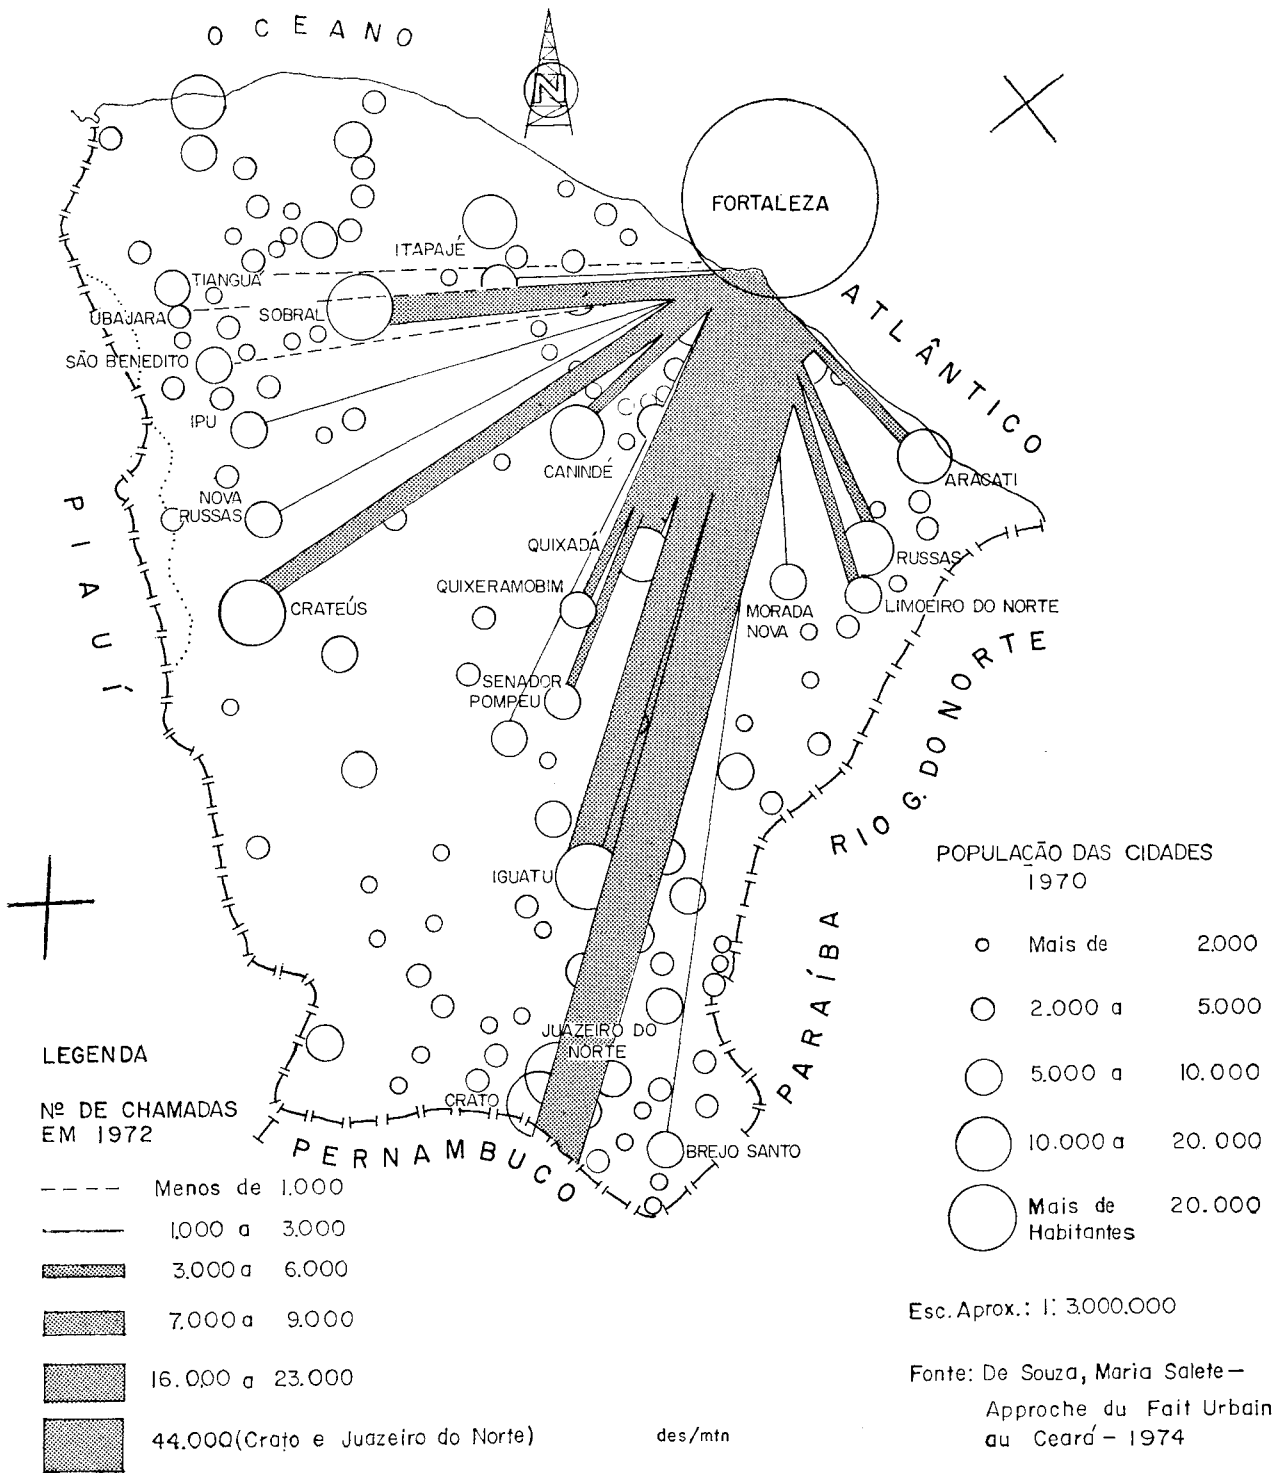 OCEANO
N
FORTALEZA
ITAPAJÉ
TIANGUÁ
ATLÂNTICO
UBAJARA
SOBRAL
SÃO BENEDITO
IPU
CANINDÉ
ARACATI
PIAUÍ
NOVA
RUSSAS
QUIXADÁ
RUSSAS
QUIXERAMOBIM
CRATEÚS
MORADA
NOVA
LIMOEIRO DO NORTE
SENADOR
POMPEU
RIO G. DO NORTE
IGUATU
PARAÍBA
JUAZEIRO DO
NORTE
CRATO
BREJO SANTO
PERNAMBUCO
POPULAÇÃO DAS CIDADES
1970
Mais de 2.000
2.000 a 5.000
5.000 a 10.000
10.000 a 20.000
Mais de 20.000
Habitantes
LEGENDA
Nº DE CHAMADAS
EM 1972
Menos de 1.000
1.000 a 3.000
3.000 a 6.000
7.000 a 9.000
16.000 a 23.000
44.000 (Crato e Juazeiro do Norte)
des/mtn
Esc. Aprox.: 1: 3.000.000
Fonte: De Souza, Maria Salete –
Approche du Fait Urbain
au Ceará – 1974